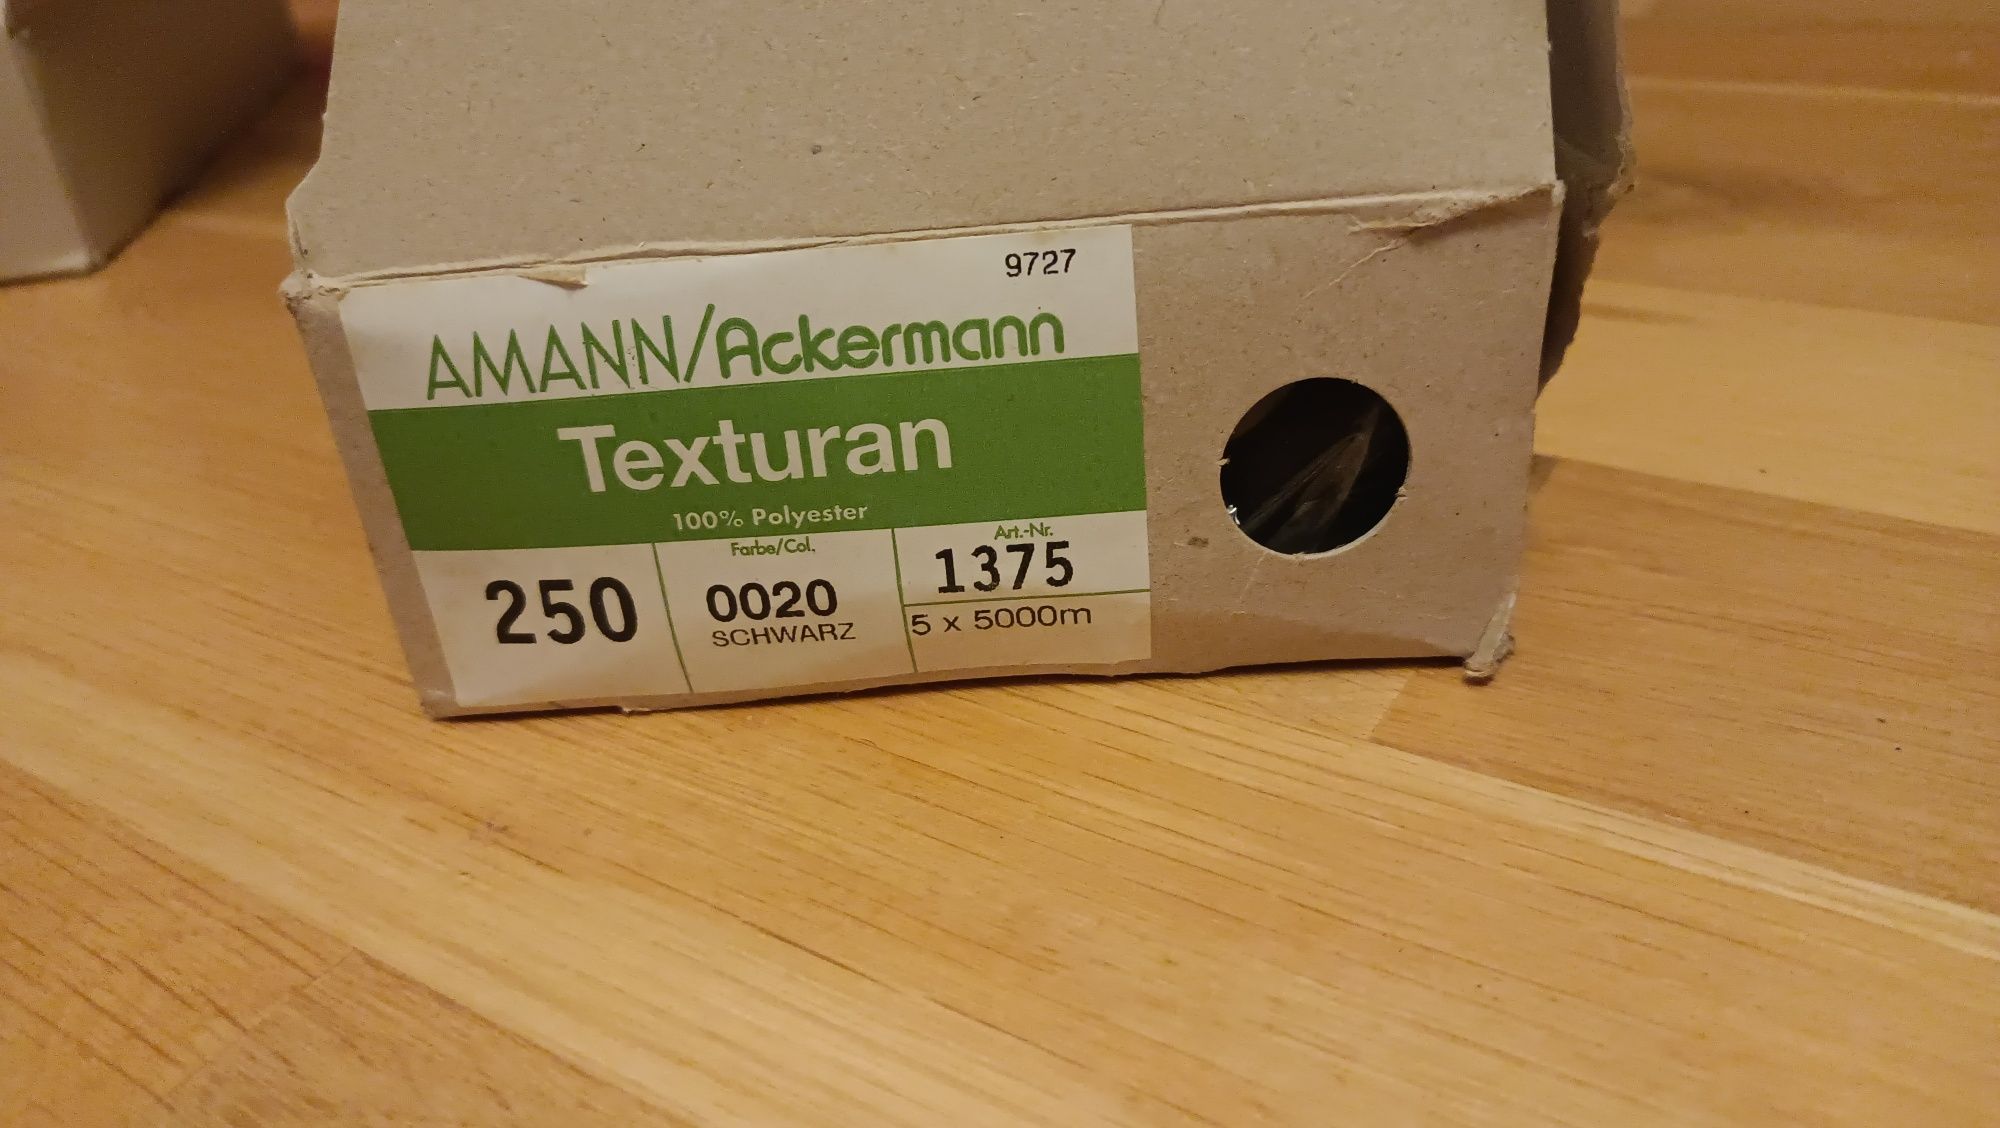 9727
AMANN/Ackermann
Texturan
100% Polyester
250
Farbe/Col.
0020
SCHWARZ
Art.-Nr.
1375
5 x 5000m